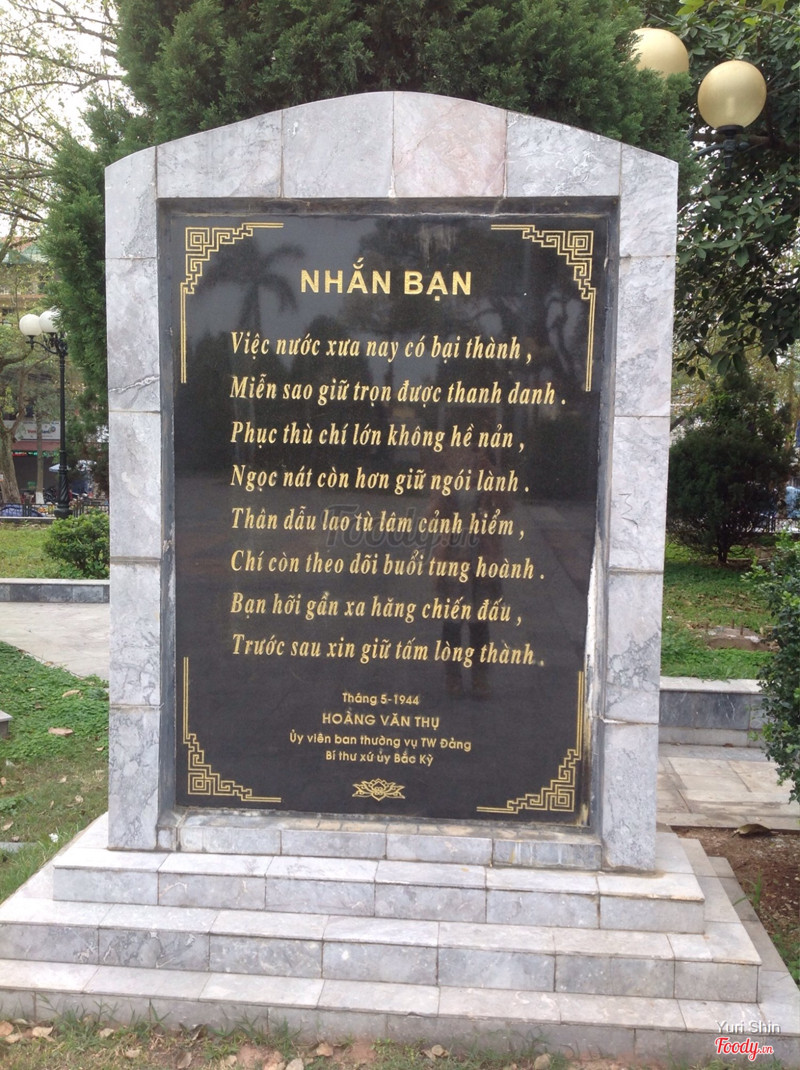 NHẮN BẠN
Việc nước xưa nay có bại thành,
Miễn sao giữ trọn được thanh danh.
Phục thù chí lớn không hề nản,
Ngọc nát còn hơn giữ ngói lành.
Thân dẫu lao tù lâm cảnh hiểm,
Chí còn theo dõi buổi tung hoành.
Bạn hỡi gần xa hăng chiến đấu,
Trước sau xin giữ tấm lòng thành.
Tháng 5-1944
HOÀNG VĂN THỤ
Ủy viên ban thường vụ TW Đảng
Bí thư xứ ủy Bắc Kỳ
Foody.vn
Yuri Shin
Foody.vn